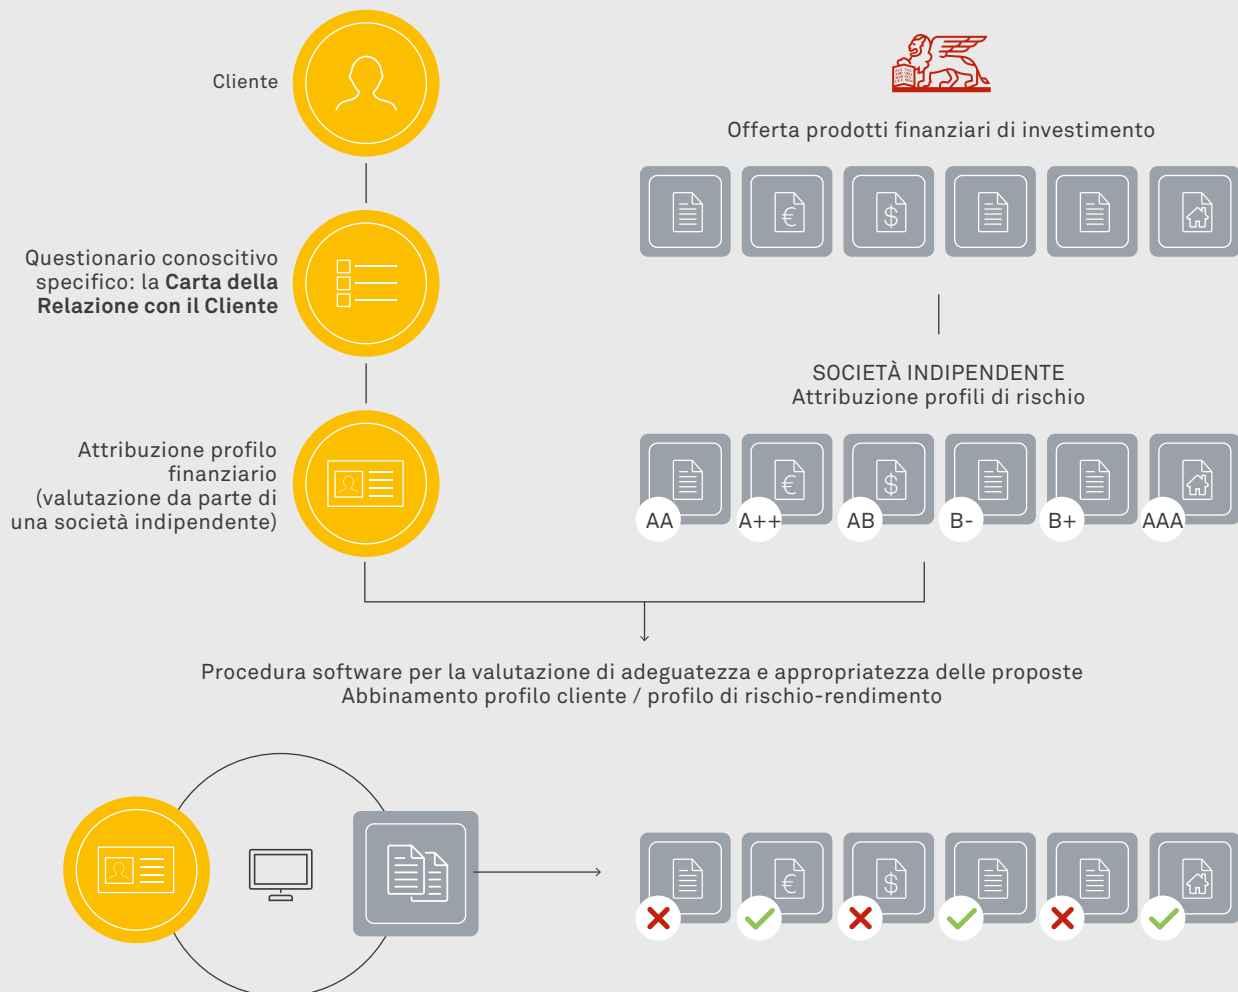 Cliente
Questionario conoscitivo
specifico: la Carta della
Relazione con il Cliente
Attribuzione profilo
finanziario
(valutazione da parte di
una società indipendente)
Offerta prodotti finanziari di investimento
€
$
SOCIETÀ INDIPENDENTE
Attribuzione profili di rischio
€
$
AA
A++
AB
B-
B+
AAA
Procedura software per la valutazione di adeguatezza e appropriatezza delle proposte
Abbinamento profilo cliente / profilo di rischio-rendimento
€
$